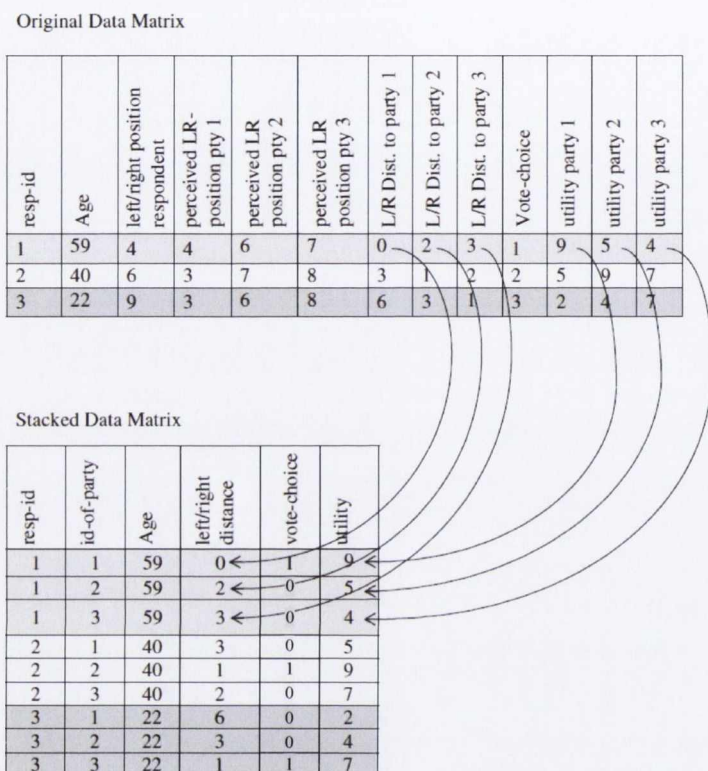 Original Data Matrix
resp-id
Age
left/right position
respondent
perceived LR-
position pty 1
perceived LR
position pty 2
perceived LR
position pty 3
L/R Dist. to party 1
L/R Dist. to party 2
L/R Dist. to party 3
Vote-choice
utility party 1
utility party 2
utility party 3
1 59 4 4 6 7 0 2 3 1 9 5 4
2 40 6 3 7 8 3 1 2 2 5 9 7
3 22 9 3 6 8 6 3 1 3 2 4 7
Stacked Data Matrix
resp-id
id-of-party
Age
left/right
distance
vote-choice
utility
1 1 59 0 1 9
1 2 59 2 0 5
1 3 59 3 0 4
2 1 40 3 0 5
2 2 40 1 1 9
2 3 40 2 0 7
3 1 22 6 0 2
3 2 22 3 0 4
3 3 22 1 1 7